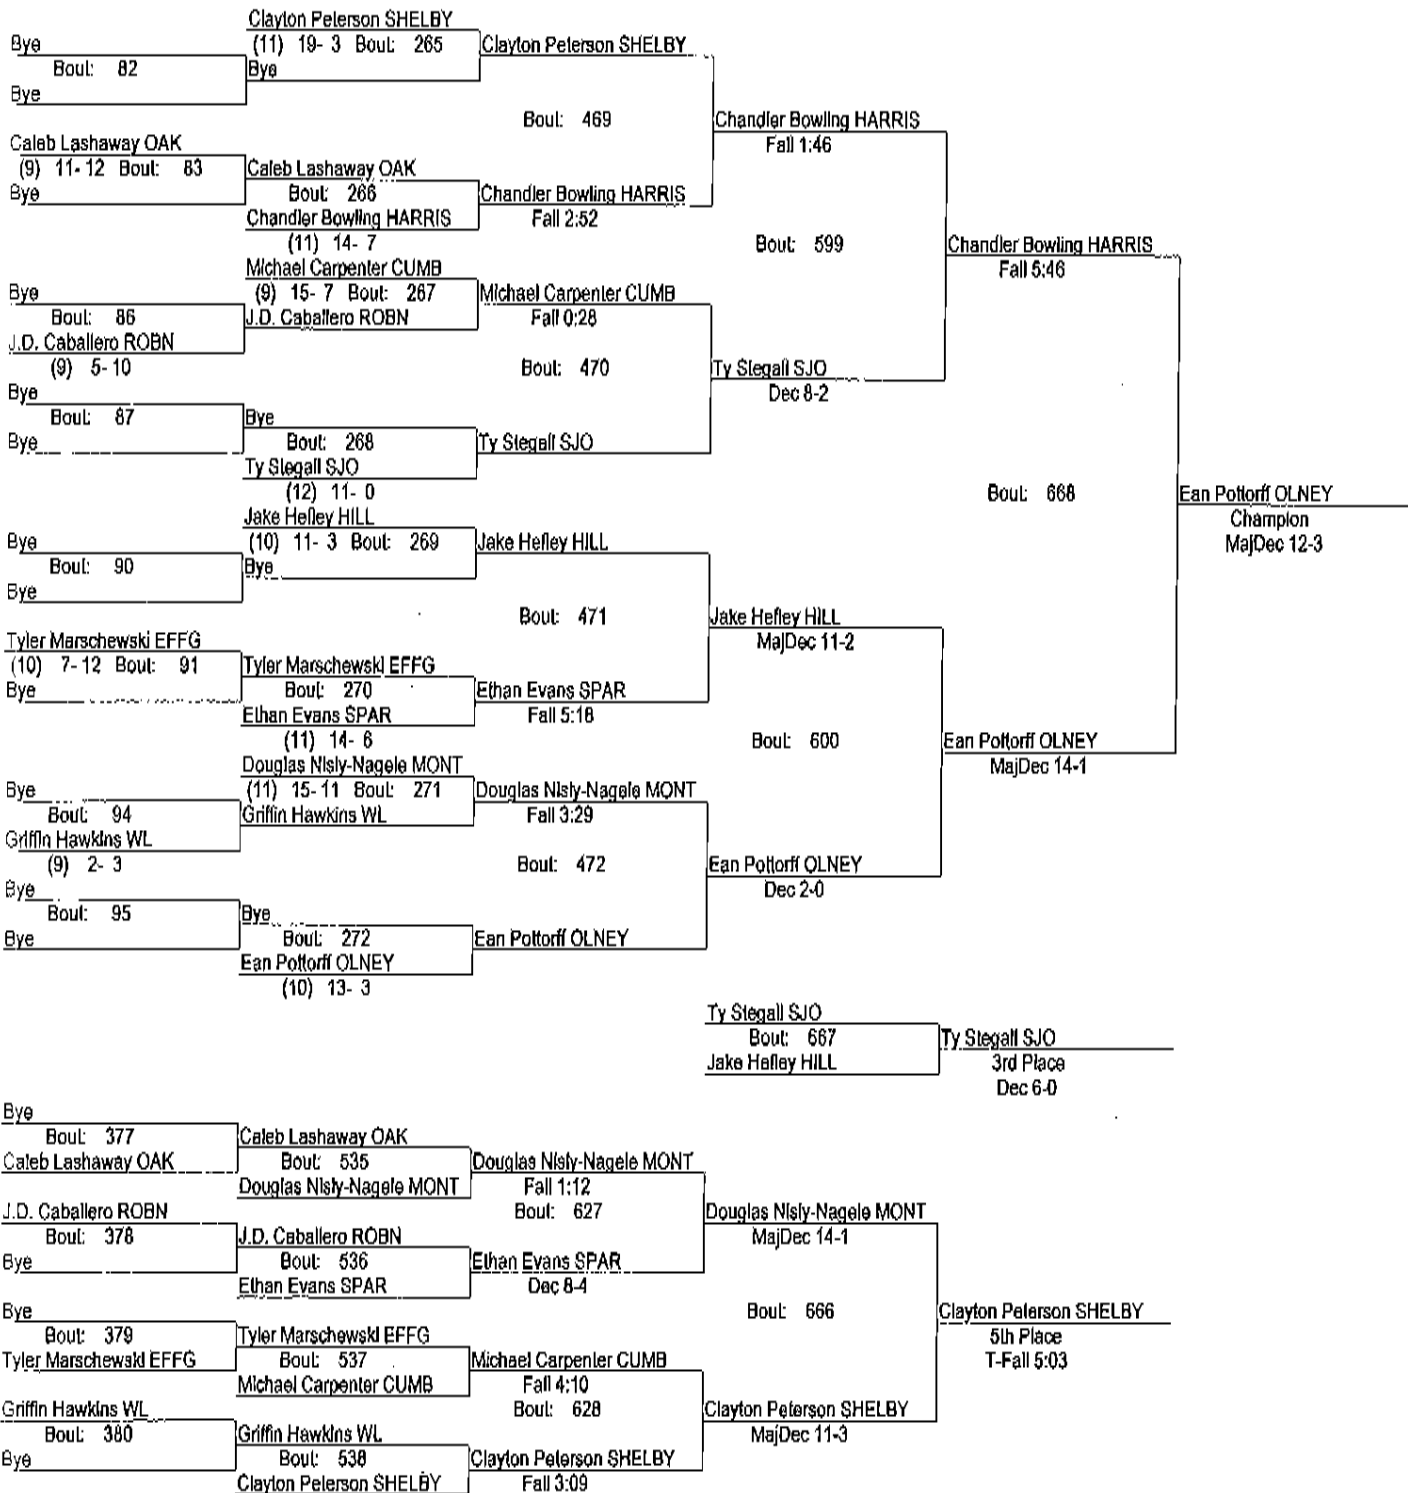 Clayton Peterson SHELBY
Bye
(11) 19- 3 Bout: 265
Clayton Peterson SHELBY
Bout: 82
Bye
Bye
Bout: 469
Chandler Bowling HARRIS
Fall 1:46
Caleb Lashaway OAK
(9) 11- 12 Bout: 83
Caleb Lashaway OAK
Bye
Bout: 266
Chandler Bowling HARRIS
Chandler Bowling HARRIS
Fall 2:52
(11) 14- 7
Bout: 599
Chandler Bowling HARRIS
Fall 5:46
Michael Carpenter CUMB
Bye
(9) 15- 7 Bout: 267
Michael Carpenter CUMB
Bout: 86
J.D. Caballero ROBN
Fall 0:28
J.D. Caballero ROBN
(9) 5- 10
Bout: 470
Ty Stegall SJO
Dec 8-2
Bye
Bout: 87
Bye
Bye
Bout: 268
Ty Stegall SJO
Ty Stegall SJO
(12) 11- 0
Bout: 668
Ean Pottorff OLNEY
Champion
MajDec 12-3
Jake Hefley HILL
Bye
(10) 11- 3 Bout: 269
Jake Hefley HILL
Bout: 90
Bye
Bye
Bout: 471
Jake Hefley HILL
MajDec 11-2
Tyler Marschewski EFFG
(10) 7- 12 Bout: 91
Tyler Marschewski EFFG
Bye
Bout: 270
Ethan Evans SPAR
Ethan Evans SPAR
Fall 5:18
(11) 14- 6
Bout: 600
Ean Pottorff OLNEY
MajDec 14-1
Douglas Nisly-Nagele MONT
Bye
(11) 15- 11 Bout: 271
Douglas Nisly-Nagele MONT
Bout: 94
Griffin Hawkins WL
Fall 3:29
Griffin Hawkins WL
(9) 2- 3
Bout: 472
Ean Pottorff OLNEY
Dec 2-0
Bye
Bout: 95
Bye
Bye
Bout: 272
Ean Pottorff OLNEY
Ean Pottorff OLNEY
(10) 13- 3
Ty Stegall SJO
Bout: 667
Ty Stegall SJO
Jake Hefley HILL
3rd Place
Dec 6-0
Bye
Bout: 377
Caleb Lashaway OAK
Caleb Lashaway OAK
Bout: 535
Douglas Nisly-Nagele MONT
Douglas Nisly-Nagele MONT
Fall 1:12
J.D. Caballero ROBN
Bout: 627
Douglas Nisly-Nagele MONT
Bout: 378
J.D. Caballero ROBN
MajDec 14-1
Bye
Bout: 536
Ethan Evans SPAR
Ethan Evans SPAR
Dec 8-4
Bye
Bout: 666
Clayton Peterson SHELBY
Bout: 379
Tyler Marschewski EFFG
5th Place
Tyler Marschewski EFFG
Bout: 537
Michael Carpenter CUMB
T-Fall 5:03
Michael Carpenter CUMB
Fall 4:10
Griffin Hawkins WL
Bout: 628
Clayton Peterson SHELBY
Bout: 380
Griffin Hawkins WL
MajDec 11-3
Bye
Bout: 538
Clayton Peterson SHELBY
Clayton Peterson SHELBY
Fall 3:09